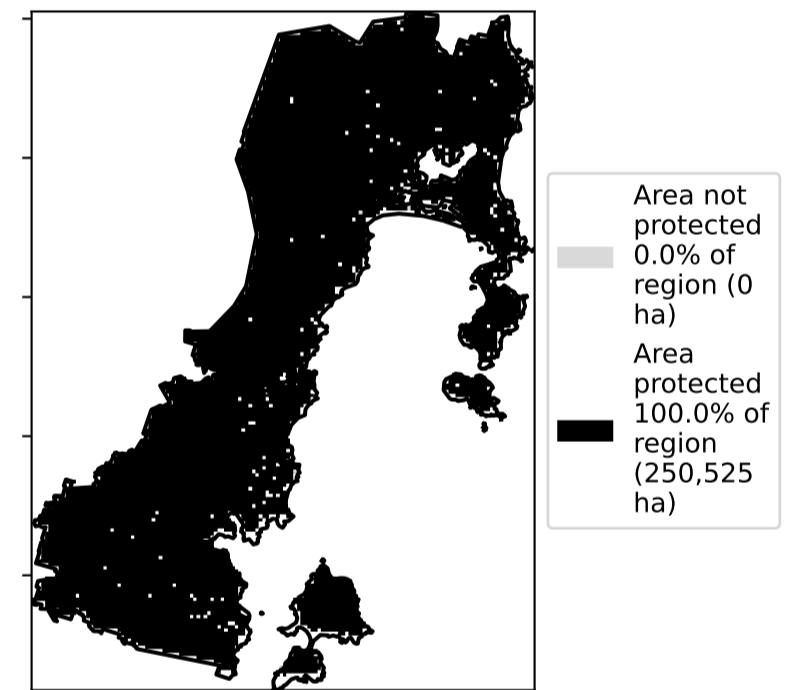 Area not
protected
0.0% of
region (0
ha)
Area
protected
100.0% of
region
(250,525
ha)